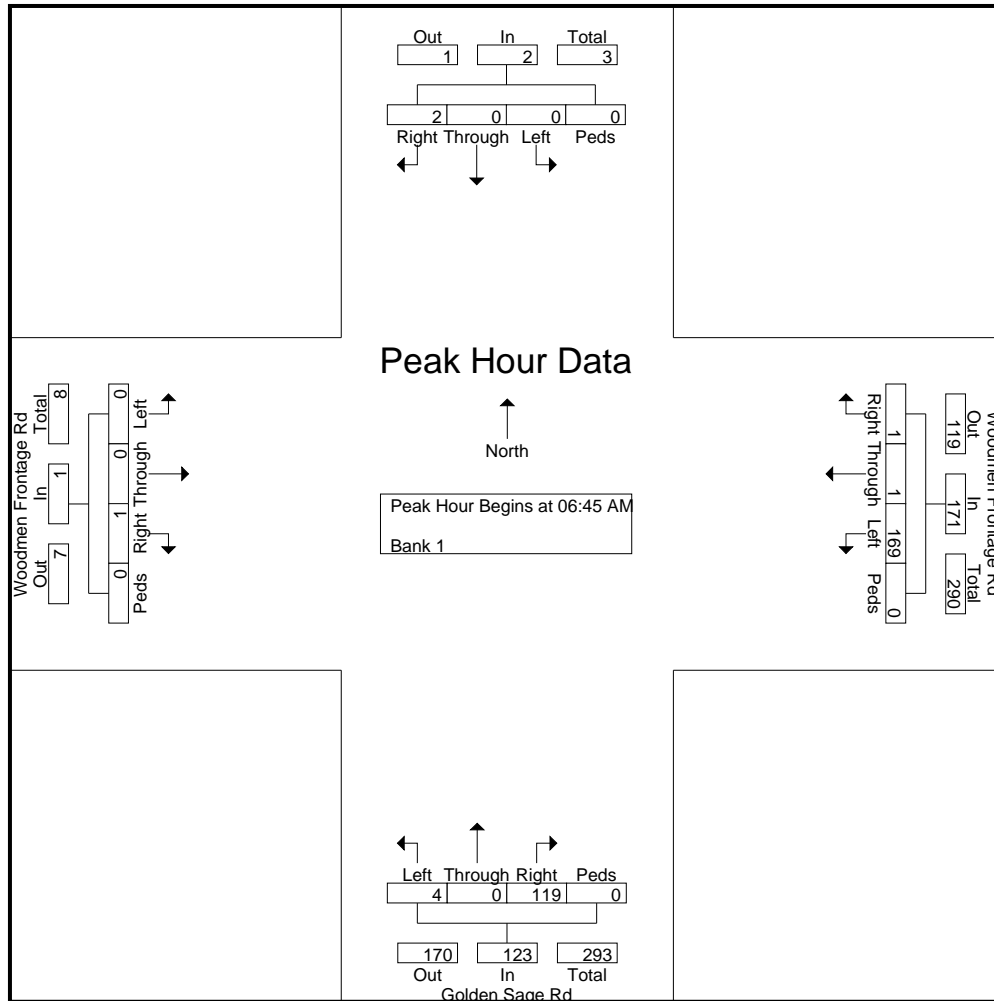 Out In Total
1 2 3
2 0 0 0
Right Through Left Peds
Peak Hour Data
North
Peak Hour Begins at 06:45 AM
Bank 1
Woodmen Frontage Rd
Out In Total
7 1 8
0 0 1 0
Left Through Right Peds
Right Through Left Peds
1 1 169 0
119 171 290
Out In Total
Woodmen Frontage Rd
Left Through Right Peds
4 0 119 0
170 123 293
Out In Total
Golden Sage Rd